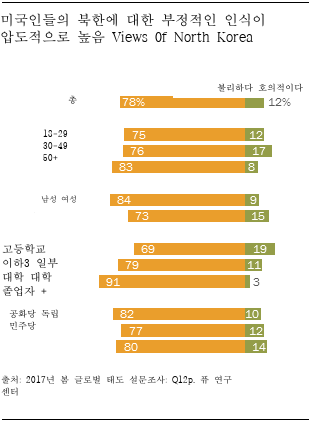 미국인들의 북한에 대한 부정적인 인식이
압도적으로 높음 Views Of North Korea
불리하다 호의적이다
총 78% 12%
13-29 75 12
30-49 76 17
50+ 83 8
남성 여성 84 9
73 15
고등학교 69 19
이하3 일부 79 11
대학 대학 91 3
졸업자 +
공화당 독립 82 10
민주당 77 12
80 14
출처: 2017년 봄 글로벌 태도 설문조사: Q12p. 퓨 연구
센터